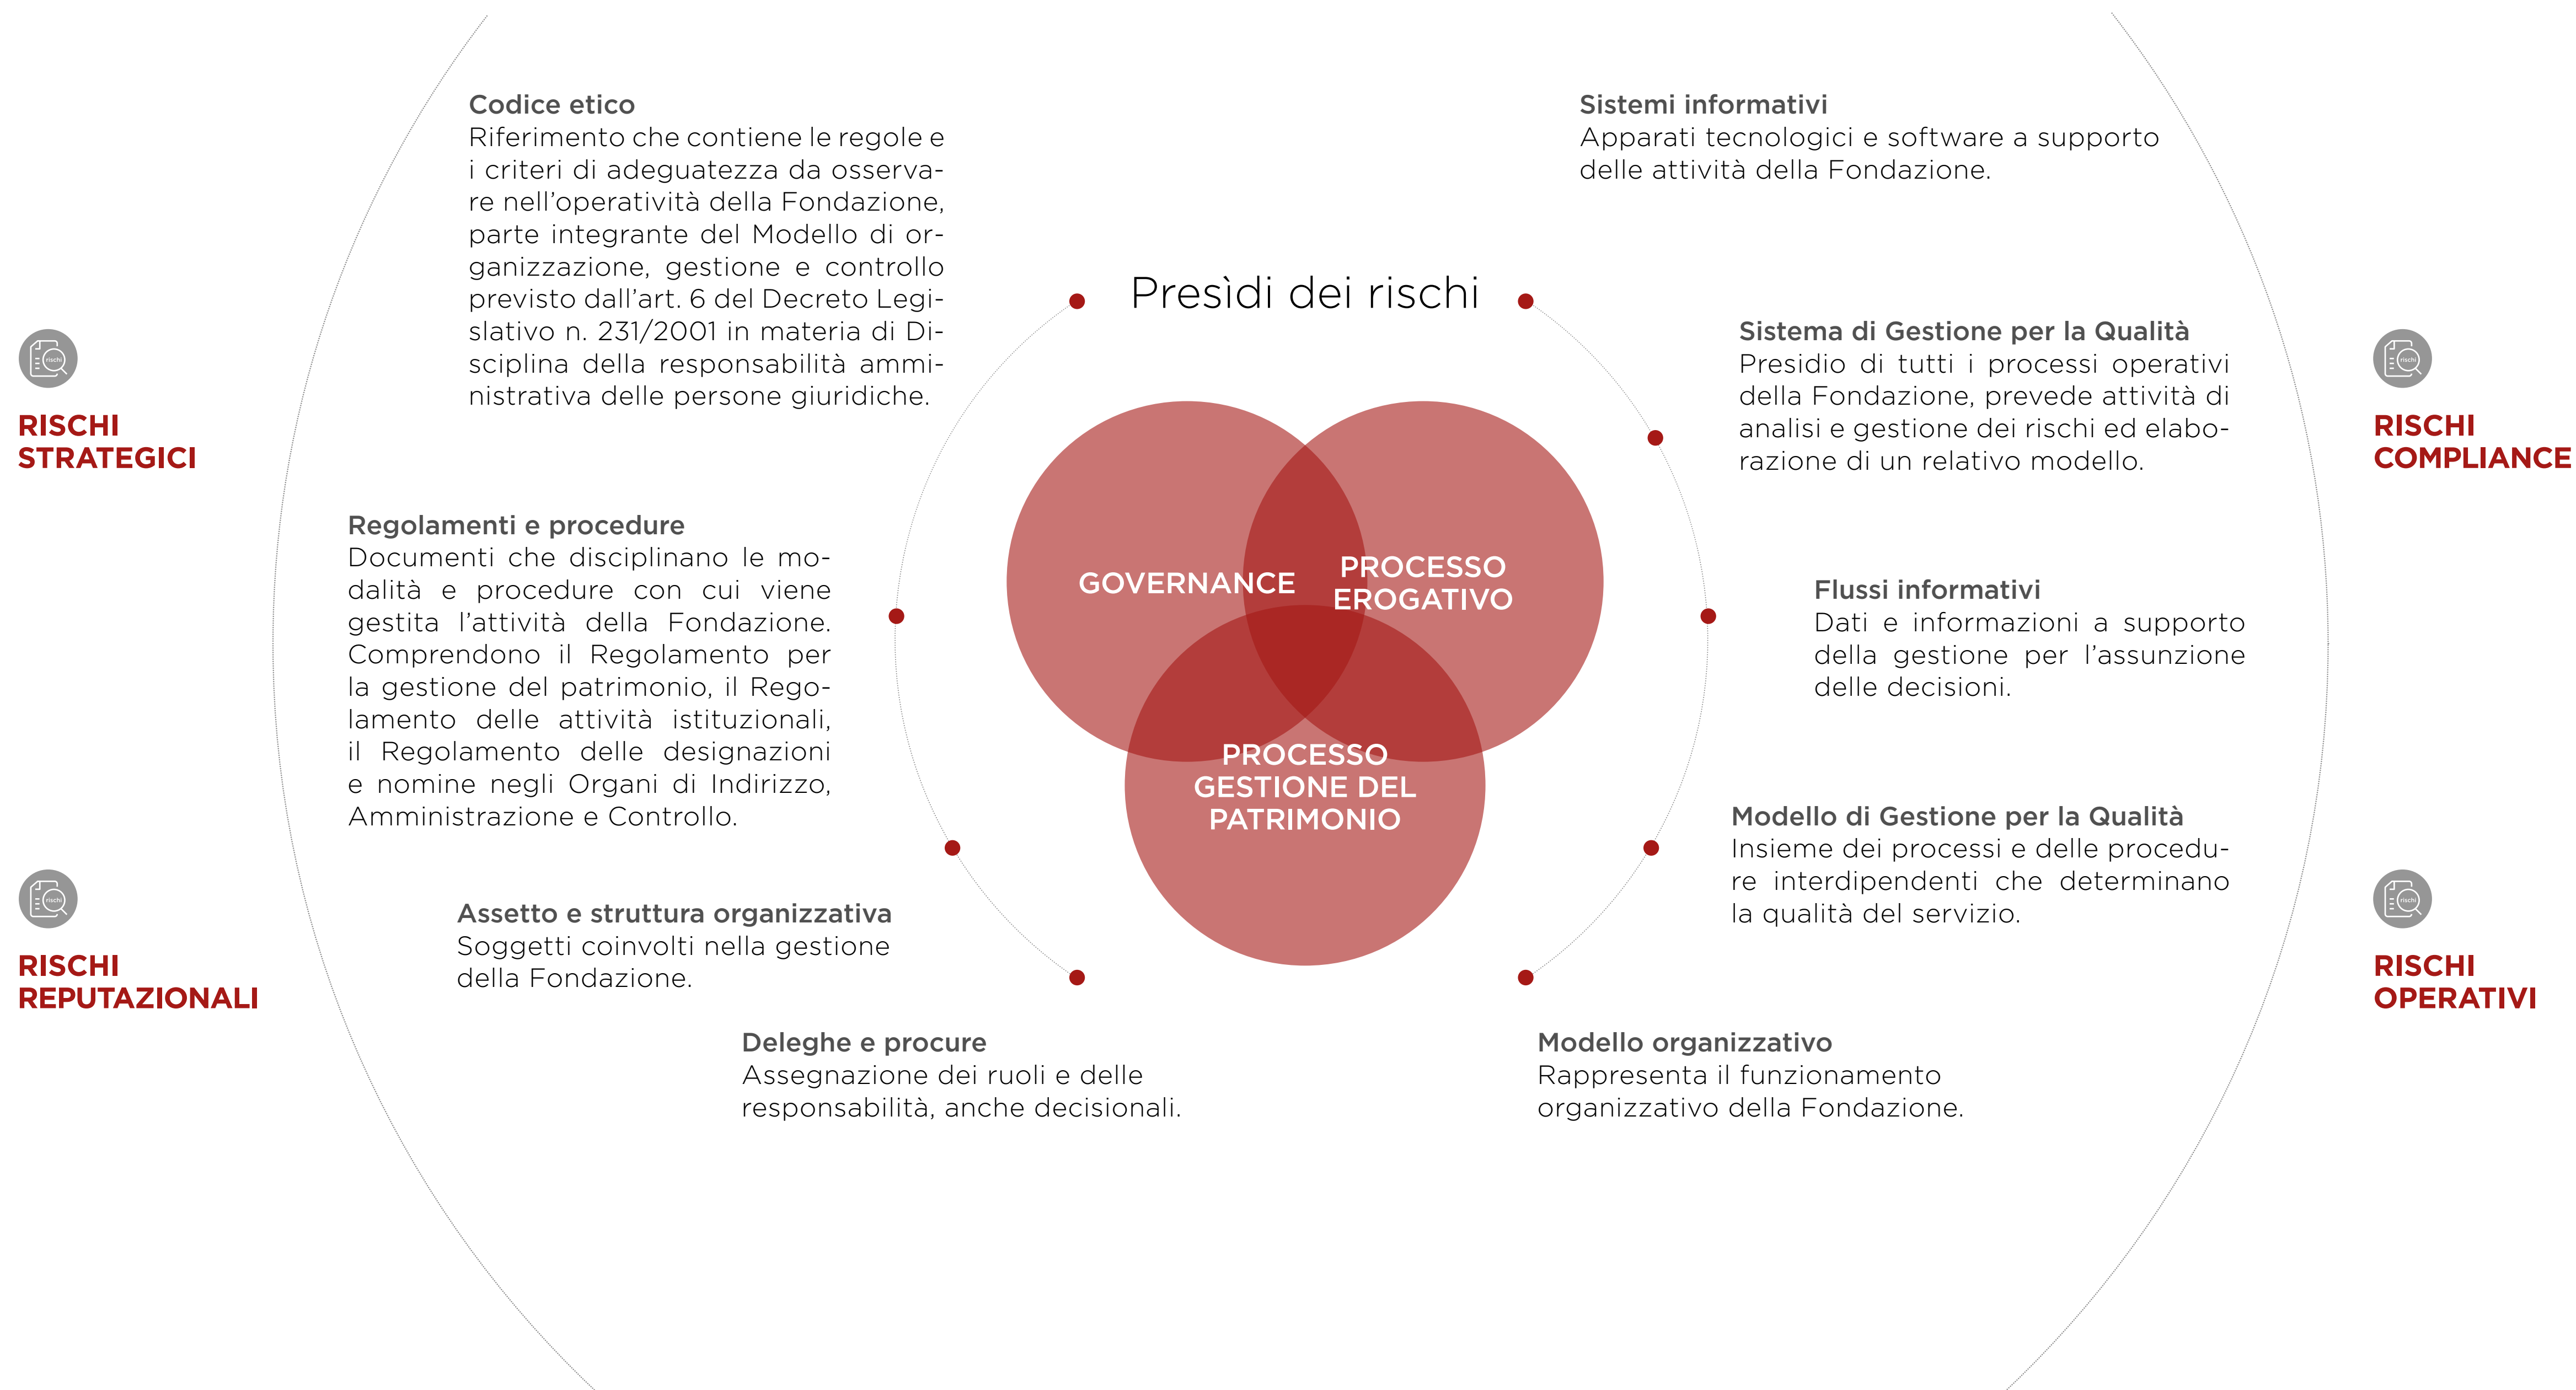 Codice etico
Riferimento che contiene le regole e
i criteri di adeguatezza da osserva-
re nell'operatività della Fondazione,
parte integrante del Modello di or-
ganizzazione, gestione e controllo
previsto dall'art. 6 del Decreto Legi-
slativo n. 231/2001 in materia di Di-
sciplina della responsabilità ammi-
nistrativa delle persone giuridiche.
Sistemi informativi
Apparati tecnologici e software a supporto
delle attività della Fondazione.
Presìdi dei rischi
rischi
RISCHI
STRATEGICI
Sistema di Gestione per la Qualità
Presidio di tutti i processi operativi
della Fondazione, prevede attività di
analisi e gestione dei rischi ed elabo-
razione di un relativo modello.
rischi
RISCHI
COMPLIANCE
Regolamenti e procedure
Documenti che disciplinano le mo-
dalità e procedure con cui viene
gestita l'attività della Fondazione.
Comprendono il Regolamento per
la gestione del patrimonio, il Rego-
lamento delle attività istituzionali,
il Regolamento delle designazioni
e nomine negli Organi di Indirizzo,
Amministrazione e Controllo.
GOVERNANCE
PROCESSO
EROGATIVO
PROCESSO
GESTIONE DEL
PATRIMONIO
Flussi informativi
Dati e informazioni a supporto
della gestione per l'assunzione
delle decisioni.
Modello di Gestione per la Qualità
Insieme dei processi e delle procedu-
re interdipendenti che determinano
la qualità del servizio.
rischi
RISCHI
REPUTAZIONALI
Assetto e struttura organizzativa
Soggetti coinvolti nella gestione
della Fondazione.
rischi
RISCHI
OPERATIVI
Deleghe e procure
Assegnazione dei ruoli e delle
responsabilità, anche decisionali.
Modello organizzativo
Rappresenta il funzionamento
organizzativo della Fondazione.